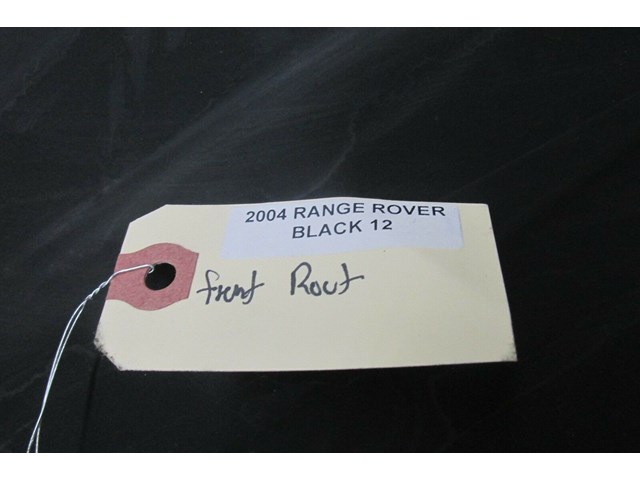 2004 RANGE ROVER
BLACK 12
front Rout